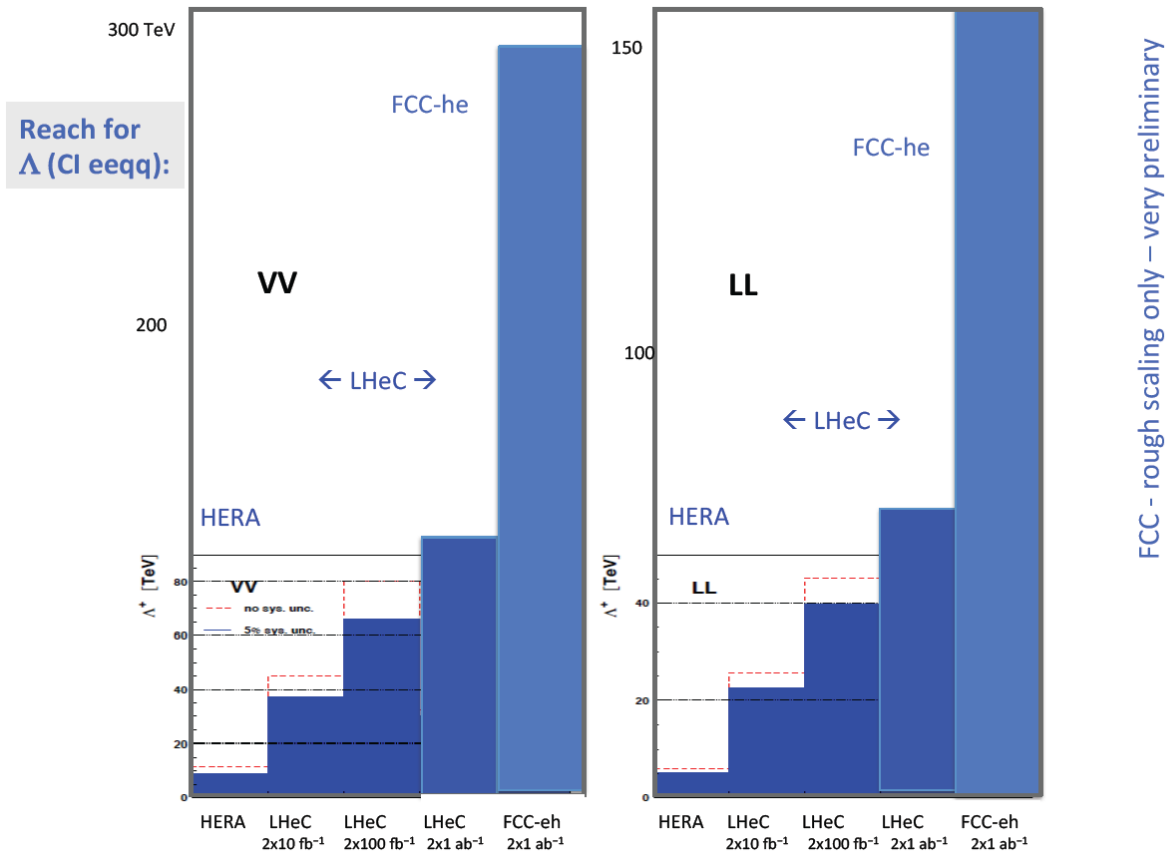 300 TeV
Reach for
Λ (CI eeqq):
FCC-he
VV
200
← LHeC →
HERA
Λ⁺ [TeV]
80
60
40
20
0
VV
no sys. unc.
5% sys. unc.
HERA
LHeC
2x10 fb⁻¹
LHeC
2x100 fb⁻¹
LHeC
2x1 ab⁻¹
FCC-eh
2x1 ab⁻¹
150
FCC-he
LL
100
← LHeC →
HERA
Λ⁺ [TeV]
40
20
0
LL
HERA
LHeC
2x10 fb⁻¹
LHeC
2x100 fb⁻¹
LHeC
2x1 ab⁻¹
FCC-eh
2x1 ab⁻¹
FCC - rough scaling only – very preliminary